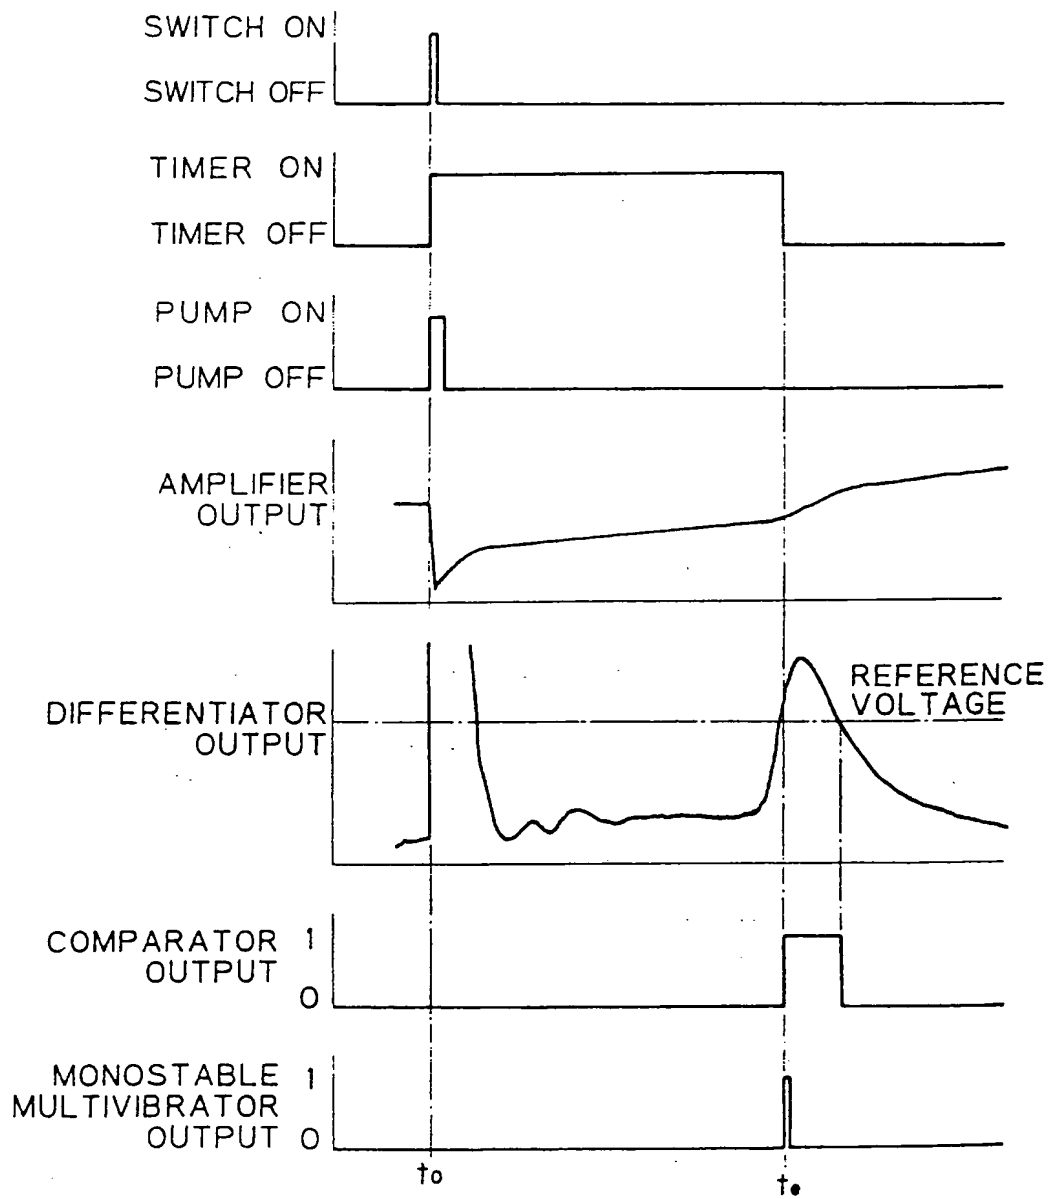 SWITCH ON
SWITCH OFF
TIMER ON
TIMER OFF
PUMP ON
PUMP OFF
AMPLIFIER
OUTPUT
DIFFERENTIATOR
OUTPUT
REFERENCE
VOLTAGE
COMPARATOR 1
OUTPUT
0
MONOSTABLE 1
MULTIVIBRATOR
OUTPUT 0
to
te